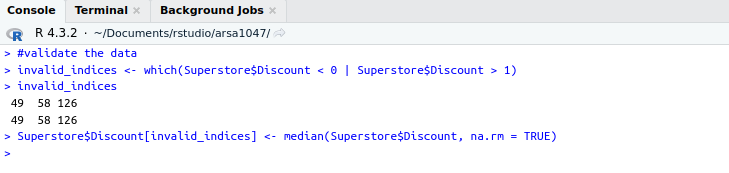 Console Terminal × Background Jobs ×
R R 4.3.2 · ~/Documents/rstudio/arsa1047/
> #validate the data
> invalid_indices <- which(Superstore$Discount < 0 | Superstore$Discount > 1)
> invalid_indices
 49  58 126
 49  58 126
> Superstore$Discount[invalid_indices] <- median(Superstore$Discount, na.rm = TRUE)
>